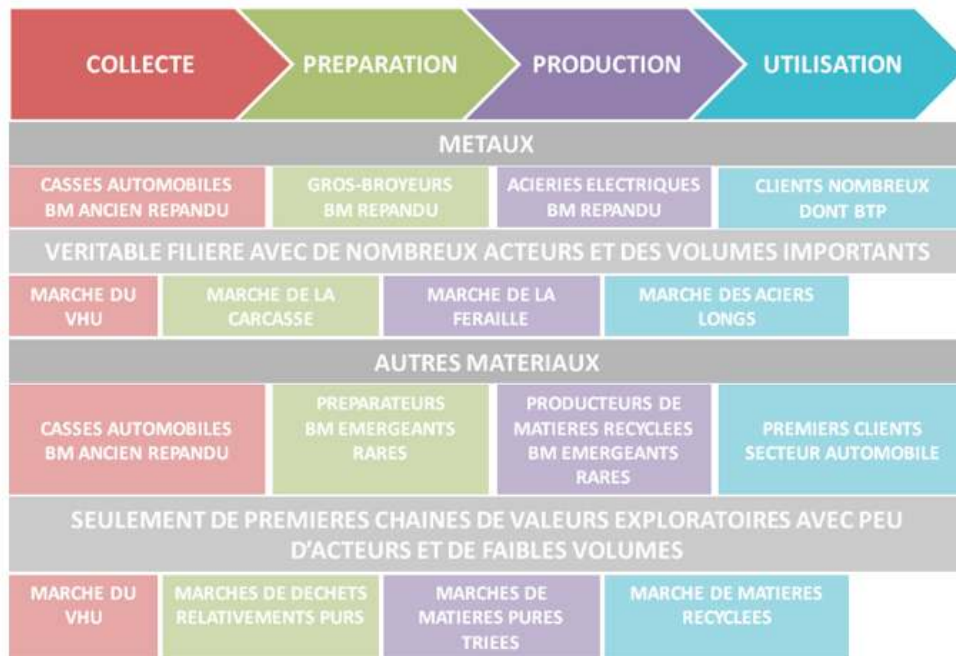 COLLECTE
PREPARATION
PRODUCTION
UTILISATION
METAUX
CASSES AUTOMOBILES
BM ANCIEN REPANDU
GROS-BROYEURS
BM REPANDU
ACIERIES ELECTRIQUES
BM REPANDU
CLIENTS NOMBREUX
DONT BTP
VERITABLE FILIERE AVEC DE NOMBREUX ACTEURS ET DES VOLUMES IMPORTANTS
MARCHE DU
VHU
MARCHE DE LA
CARCASSE
MARCHE DE LA
FERAILLE
MARCHE DES ACIERS
LONGS
AUTRES MATERIAUX
CASSES AUTOMOBILES
BM ANCIEN REPANDU
PREPARATEURS
BM EMERGEANTS
RARES
PRODUCTEURS DE
MATIERES RECYCLEES
BM EMERGEANTS
RARES
PREMIERS CLIENTS
SECTEUR AUTOMOBILE
SEULEMENT DE PREMIERES CHAINES DE VALEURS EXPLORATOIRES AVEC PEU
D'ACTEURS ET DE FAIBLES VOLUMES
MARCHE DU
VHU
MARCHES DE DECHETS
RELATIVEMENTS PURS
MARCHES DE
MATIERES PURES
TRIEES
MARCHE DE MATIERES
RECYCLEES